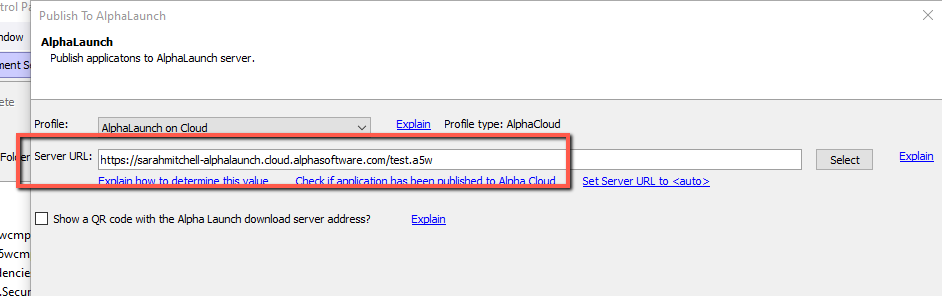 trol Pa
Publish To AlphaLaunch
ndow
AlphaLaunch
Publish applicatons to AlphaLaunch server.
ment Se
ete
Profile: AlphaLaunch on Cloud Explain Profile type: AlphaCloud
Folder
Server URL: https://sarahmitchell-alphalaunch.cloud.alphasoftware.com/test.a5w Select Explain
Explain how to determine this value Check if application has been published to Alpha Cloud Set Server URL to <auto>
Show a QR code with the Alpha Launch download server address? Explain
wcmp
5wcm
dencie
.Secur